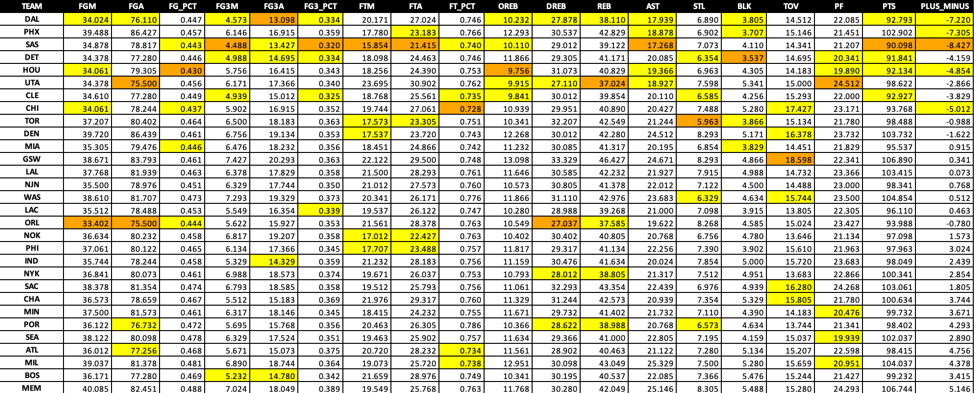 TEAM FGM FGA FG_PCT FG3M FG3A FG3_PCT FTM FTA FT_PCT OREB DREB REB AST STL BLK TOV PF PTS PLUS_MINUS
DAL 34.024 76.110 0.447 4.573 13.098 0.334 20.171 27.024 0.746 10.232 27.878 38.110 17.939 6.890 3.805 14.512 22.085 92.793 -7.220
PHX 39.488 86.427 0.457 6.146 16.915 0.359 17.780 23.183 0.766 12.293 30.537 42.829 18.878 6.902 3.707 15.146 21.451 102.902 -7.305
SAS 34.878 78.817 0.443 4.488 13.427 0.320 15.854 21.415 0.740 10.110 29.012 39.122 17.268 7.073 4.110 14.341 21.207 90.098 -8.427
DET 34.378 77.280 0.446 4.988 14.695 0.334 18.098 24.463 0.746 11.866 29.305 41.171 20.085 6.354 3.537 14.695 20.341 91.841 -4.159
HOU 34.061 79.305 0.430 5.756 16.415 0.343 18.256 24.390 0.753 9.756 31.073 40.829 19.366 6.963 4.305 14.183 19.890 92.134 -4.854
UTA 34.378 75.500 0.456 6.171 17.366 0.340 23.695 30.902 0.762 9.915 27.110 37.024 18.927 7.598 5.341 15.000 24.512 98.622 -2.866
CLE 34.610 77.280 0.449 4.939 15.012 0.325 18.768 25.561 0.735 9.841 30.012 39.854 20.110 6.585 4.256 15.293 22.000 92.927 -3.829
CHI 34.061 78.244 0.437 5.902 16.915 0.352 19.744 27.061 0.728 10.939 29.951 40.890 20.427 7.488 5.280 17.427 23.171 93.768 -5.012
TOR 37.207 80.402 0.464 6.500 18.183 0.363 17.573 23.305 0.751 10.341 32.207 42.549 21.244 5.963 3.866 15.134 21.780 98.488 -0.988
DEN 39.720 86.439 0.461 6.756 19.134 0.353 17.537 23.720 0.743 12.268 30.012 42.280 24.512 8.293 5.171 16.378 23.732 103.732 -1.622
MIA 35.305 79.476 0.446 6.476 18.232 0.356 18.451 24.866 0.742 11.232 30.085 41.317 20.195 6.854 3.829 14.451 21.829 95.537 0.915
GSW 38.671 83.793 0.461 7.427 20.293 0.363 22.122 29.500 0.748 13.098 33.329 46.427 24.671 8.293 4.866 18.598 22.341 106.890 0.341
LAL 37.768 81.939 0.463 6.378 17.829 0.358 21.500 28.293 0.761 11.646 30.585 42.232 21.927 7.915 4.988 14.732 23.366 103.415 0.073
NJN 35.500 78.976 0.451 6.329 17.744 0.350 21.012 27.573 0.760 10.573 30.805 41.378 22.012 7.122 4.500 14.488 23.000 98.341 0.768
WAS 38.610 81.707 0.473 7.293 19.329 0.373 20.341 26.171 0.776 11.866 31.110 42.976 23.683 6.329 4.634 15.744 23.500 104.854 0.768
LAC 35.512 78.488 0.453 5.549 16.354 0.339 19.537 26.122 0.747 10.280 28.988 39.268 21.000 7.098 3.915 13.805 22.305 96.110 0.463
ORL 33.402 75.500 0.444 5.622 15.927 0.353 21.561 28.378 0.763 10.549 27.037 37.585 19.622 8.268 4.585 15.024 23.427 93.988 -0.780
NOK 36.634 80.232 0.458 6.817 19.207 0.358 17.012 22.427 0.763 10.402 30.402 40.805 20.768 6.756 4.780 13.646 21.134 97.098 1.573
PHI 37.061 80.122 0.465 6.134 17.366 0.345 17.707 23.488 0.761 11.817 29.317 41.134 22.256 7.390 3.902 15.610 21.963 97.963 3.024
IND 35.744 78.244 0.458 5.329 14.329 0.359 21.232 28.183 0.756 11.159 30.476 41.634 20.024 7.351 5.000 15.720 23.683 98.049 2.439
NYK 36.841 80.073 0.461 6.988 18.573 0.374 19.671 26.037 0.753 10.793 28.012 38.805 21.317 7.512 4.951 13.683 22.866 100.341 2.854
SAC 38.378 81.354 0.474 6.793 18.585 0.358 19.512 25.793 0.756 11.061 32.293 43.354 22.439 6.976 4.939 16.280 24.268 103.061 1.805
CHA 36.573 78.659 0.467 5.512 15.183 0.369 21.976 29.317 0.760 11.329 31.244 42.573 20.939 7.354 5.329 15.805 21.780 100.634 3.744
MIN 37.500 81.573 0.461 6.317 18.146 0.345 18.415 24.232 0.755 11.671 29.732 41.390 22.732 7.110 4.390 14.183 20.476 99.732 3.671
POR 36.122 76.732 0.472 5.695 15.768 0.356 20.463 26.305 0.786 10.366 28.622 38.988 20.768 6.573 4.634 13.744 21.341 98.402 4.293
SEA 38.122 80.098 0.478 6.329 17.524 0.351 19.463 25.902 0.757 11.634 29.366 41.000 22.805 7.195 4.159 15.037 19.939 102.037 2.291
ATL 36.012 77.256 0.468 5.671 15.073 0.375 20.720 28.232 0.734 11.561 28.902 40.463 21.122 7.280 5.134 15.207 22.598 98.415 4.756
MIL 39.037 81.378 0.481 6.890 18.744 0.364 19.073 25.720 0.738 12.951 30.098 43.049 25.329 7.500 5.280 15.659 20.951 104.037 4.378
BOS 36.171 77.280 0.469 5.232 14.780 0.342 21.659 28.976 0.749 10.341 30.195 40.537 22.085 7.366 5.476 15.244 21.427 99.232 3.415
MEM 40.085 82.451 0.488 7.024 18.049 0.389 19.549 25.768 0.763 11.768 30.280 42.049 25.146 8.305 5.488 15.280 24.293 106.744 5.146